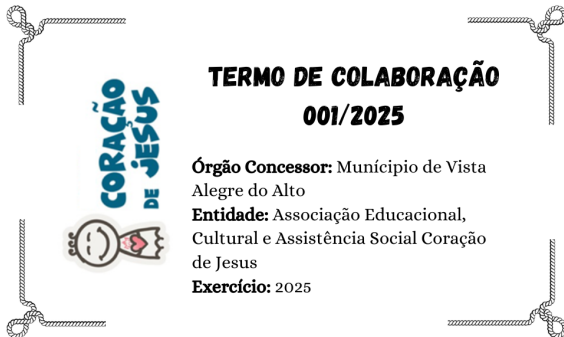 CORAÇÃO
DE JESUS
TERMO DE COLABORAÇÃO
001/2025
Órgão Concessor: Munícipio de Vista
Alegre do Alto
Entidade: Associação Educacional,
Cultural e Assistência Social Coração
de Jesus
Exercício: 2025